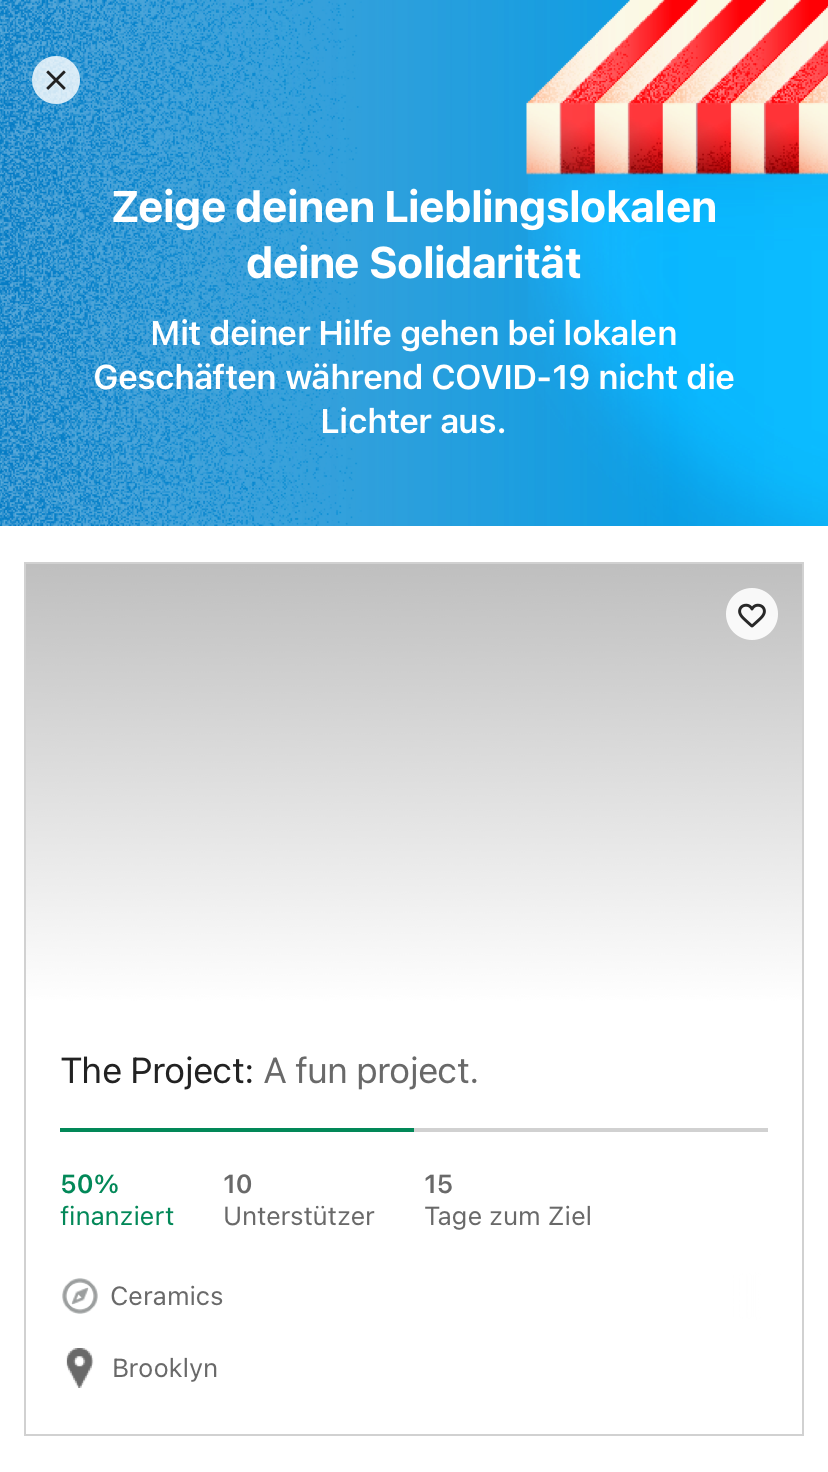 Zeige deinen Lieblingslokalen
deine Solidarität
Mit deiner Hilfe gehen bei lokalen
Geschäften während COVID-19 nicht die
Lichter aus.
The Project: A fun project.
50%
finanziert
10
Unterstützer
15
Tage zum Ziel
Ceramics
Brooklyn